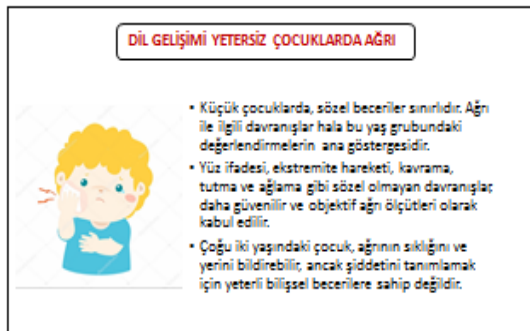 DİL GELİŞİMİ YETERSİZ ÇOCUKLARDA AĞRI
• Küçük çocuklarda, sözel beceriler sınırlıdır. Ağrı
ile ilgili davranışlar hala bu yaş grubundaki
değerlendirmelerin ana göstergesidir.
• Yüz ifadesi, ekstremite hareketi, kavrama,
tutma ve ağlama gibi sözel olmayan davranışlar,
daha güvenilir ve objektif ağrı ölçütleri olarak
kabul edilir.
• Çoğu iki yaşındaki çocuk, ağrının sıklığını ve
yerini bildirebilir, ancak şiddetini tanımlamak
için yeterli bilişsel becerilere sahip değildir.